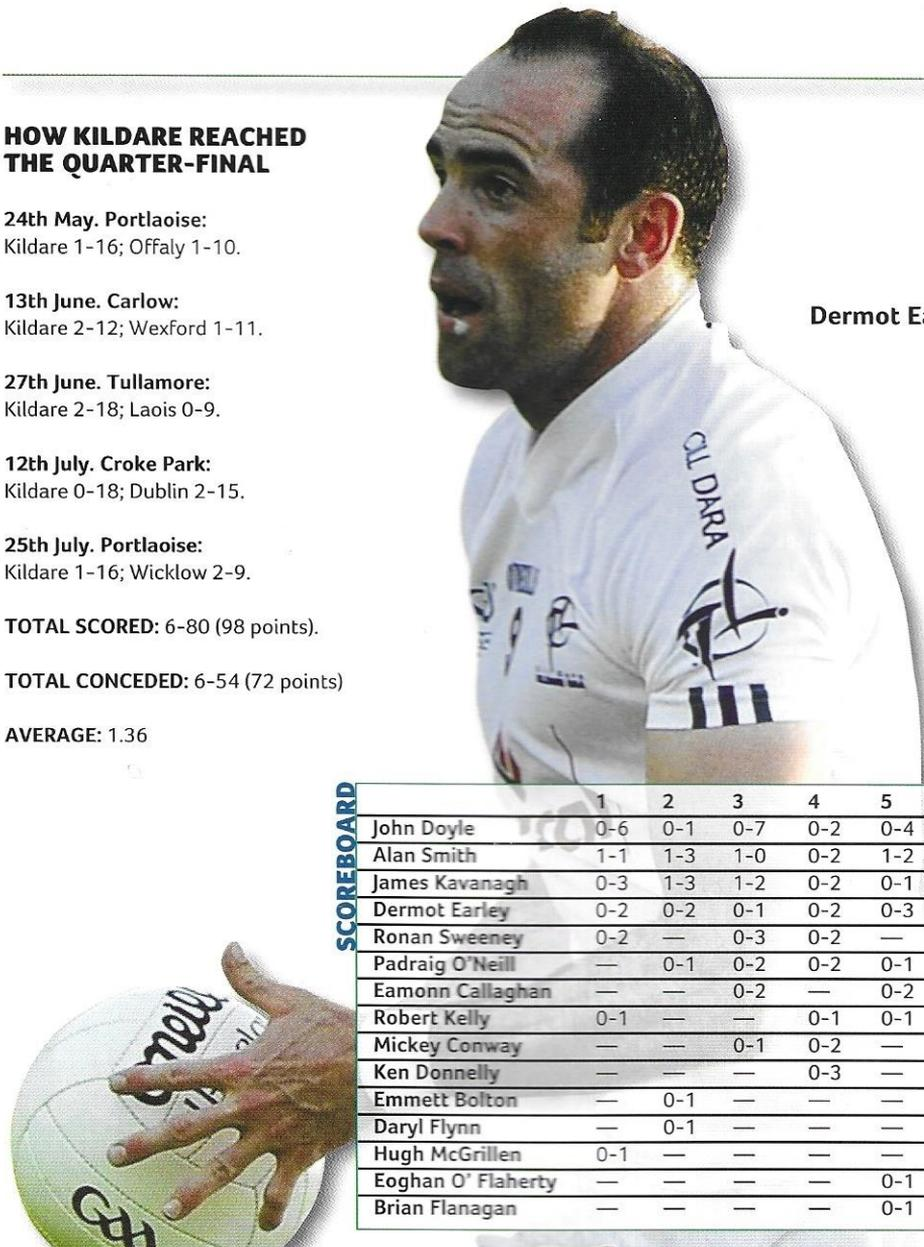 HOW KILDARE REACHED
THE QUARTER-FINAL
24th May. Portlaoise:
Kildare 1-16; Offaly 1-10.
13th June. Carlow:
Kildare 2-12; Wexford 1-11.
27th June. Tullamore:
Kildare 2-18; Laois 0-9.
12th July. Croke Park:
Kildare 0-18; Dublin 2-15.
25th July. Portlaoise:
Kildare 1-16; Wicklow 2-9.
TOTAL SCORED: 6-80 (98 points).
TOTAL CONCEDED: 6-54 (72 points)
AVERAGE: 1.36
Dermot Ea
CILL DARA
O'NEILLS
SCOREBOARD
1 2 3 4 5
John Doyle 0-6 0-1 0-7 0-2 0-4
Alan Smith 1-1 1-3 1-0 0-2 1-2
James Kavanagh 0-3 1-3 1-2 0-2 0-1
Dermot Earley 0-2 0-2 0-1 0-2 0-3
Ronan Sweeney 0-2 — 0-3 0-2 —
Padraig O'Neill — 0-1 0-2 0-2 0-1
Eamonn Callaghan — — 0-2 — 0-2
Robert Kelly 0-1 — — 0-1 0-1
Mickey Conway — — 0-1 0-2 —
Ken Donnelly — — — 0-3 —
Emmett Bolton — 0-1 — — —
Daryl Flynn — 0-1 — — —
Hugh McGrillen 0-1 — — — —
Eoghan O' Flaherty — — — — 0-1
Brian Flanagan — — — — 0-1
oneills
GAA